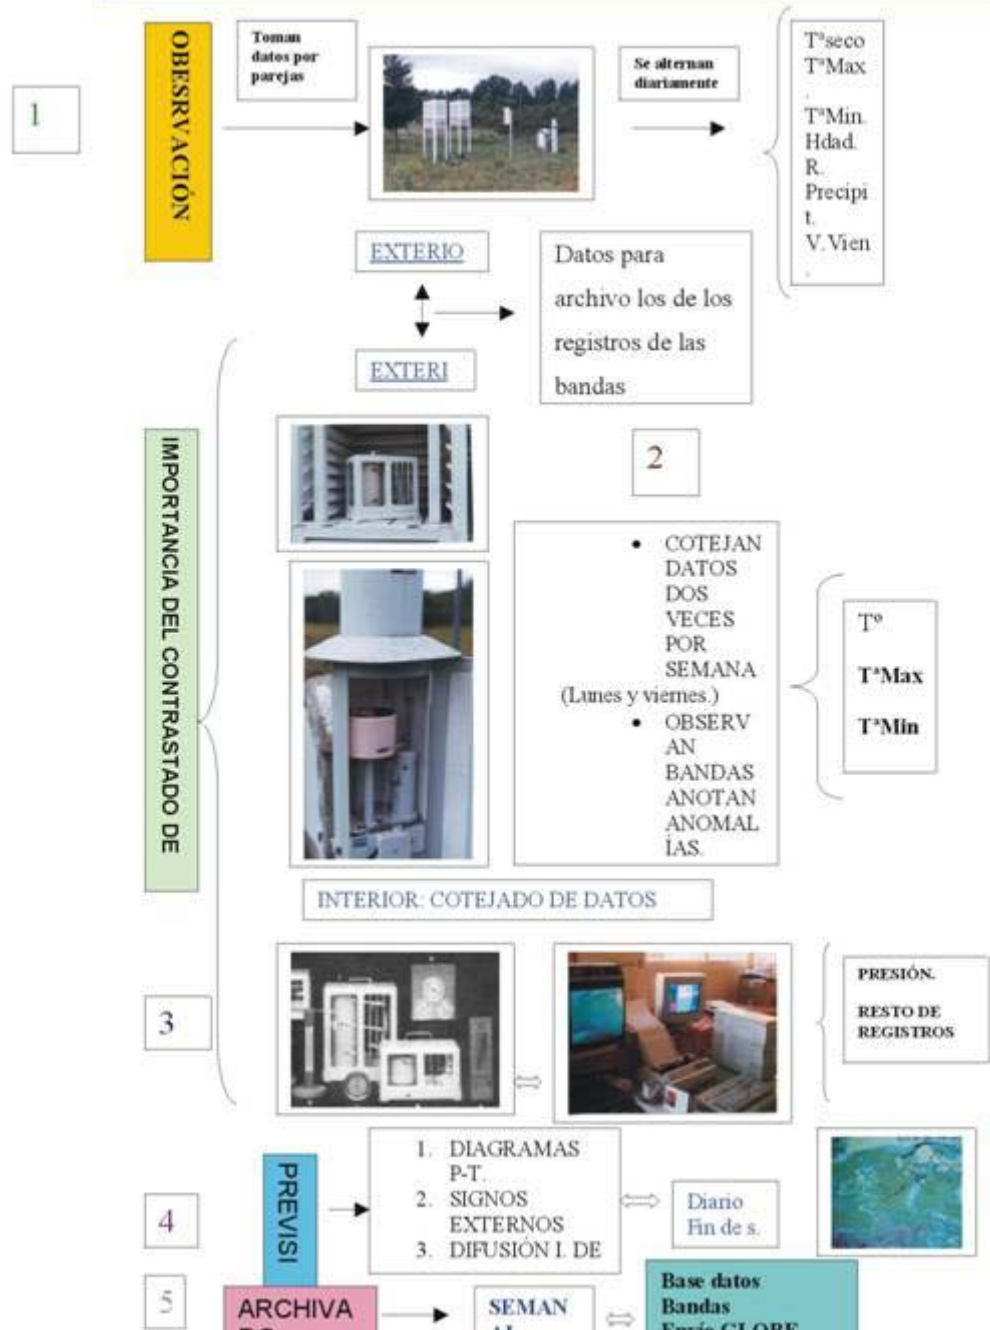 1
OBESRVACIÓN
Toman
datos por
parejas
Se alternan
diariamente
Tªseco
TªMax
.
TªMin.
Hdad.
R.
Precipi
t.
V.Vien
.
EXTERIO
Datos para
archivo los de los
registros de las
bandas
EXTERI
IMPORTANCIA DEL CONTRASTADO DE
2
• COTEJAN
DATOS
DOS
VECES
POR
SEMANA
(Lunes y viernes.)
• OBSERV
AN
BANDAS
ANOTAN
ANOMAL
ÍAS.
Tº
TªMax
TªMin
INTERIOR: COTEJADO DE DATOS
3
PRESIÓN.
RESTO DE
REGISTROS
4
PREVISI
1. DIAGRAMAS
P-T.
2. SIGNOS
EXTERNOS
3. DIFUSIÓN I. DE
Diario
Fin de s.
5
ARCHIVA
SEMAN
Base datos
Bandas
Envío GLOBE